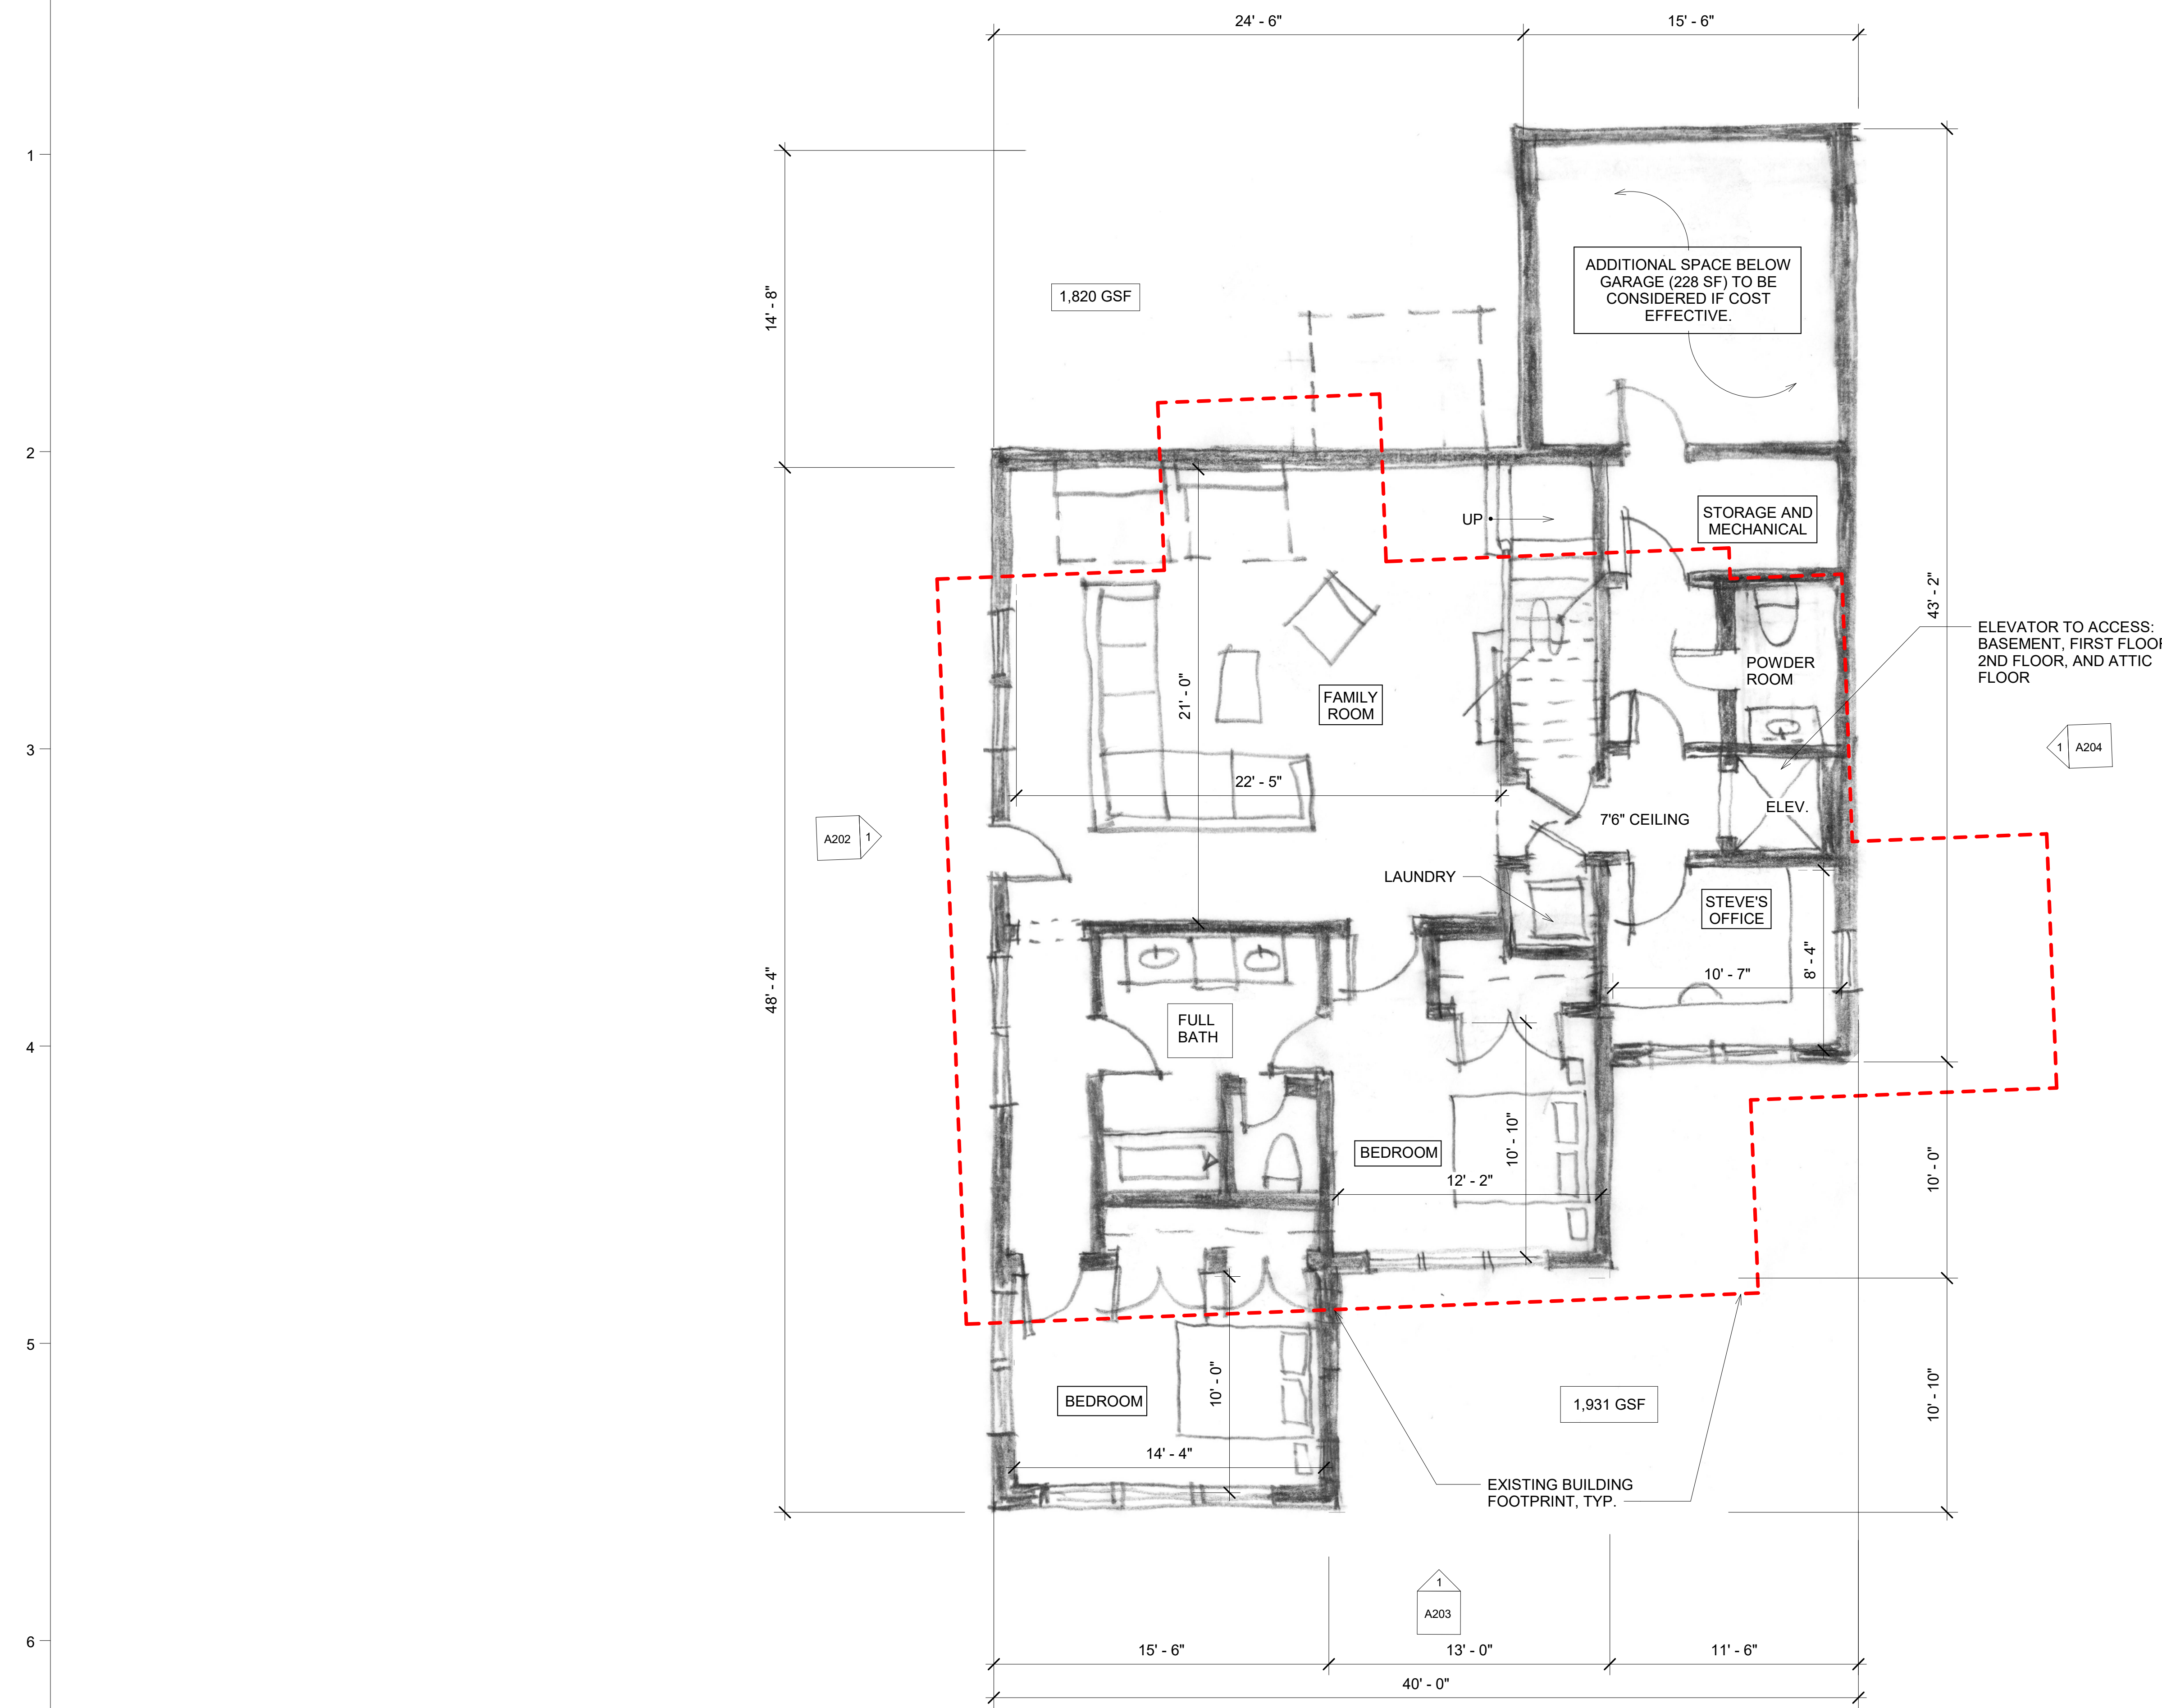 24' - 6"
15' - 6"
1
14' - 8"
1,820 GSF
ADDITIONAL SPACE BELOW
GARAGE (228 SF) TO BE
CONSIDERED IF COST
EFFECTIVE.
2
UP
STORAGE AND
MECHANICAL
43' - 2"
ELEVATOR TO ACCESS:
BASEMENT, FIRST FLOOR
2ND FLOOR, AND ATTIC
FLOOR
POWDER
ROOM
FAMILY
ROOM
21' - 0"
3
1 A204
22' - 5"
ELEV.
7'6" CEILING
A202 1
LAUNDRY
STEVE'S
OFFICE
8' - 4"
10' - 7"
48' - 4"
FULL
BATH
4
10' - 10"
BEDROOM
12' - 2"
10' - 0"
5
10' - 0"
BEDROOM
1,931 GSF
10' - 10"
14' - 4"
EXISTING BUILDING
FOOTPRINT, TYP.
1
A203
6
15' - 6"
13' - 0"
11' - 6"
40' - 0"